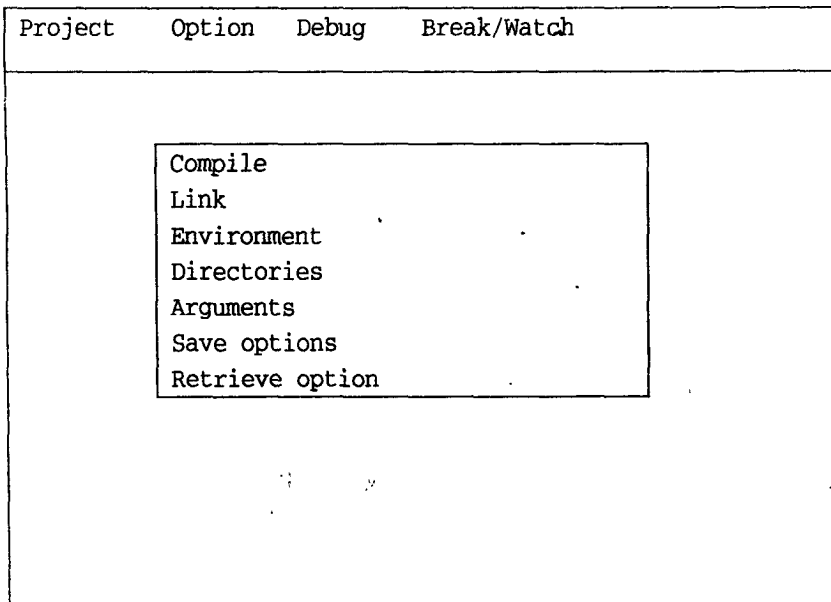 Project Option Debug Break/Watch
Compile
Link
Environment
Directories
Arguments
Save options
Retrieve option